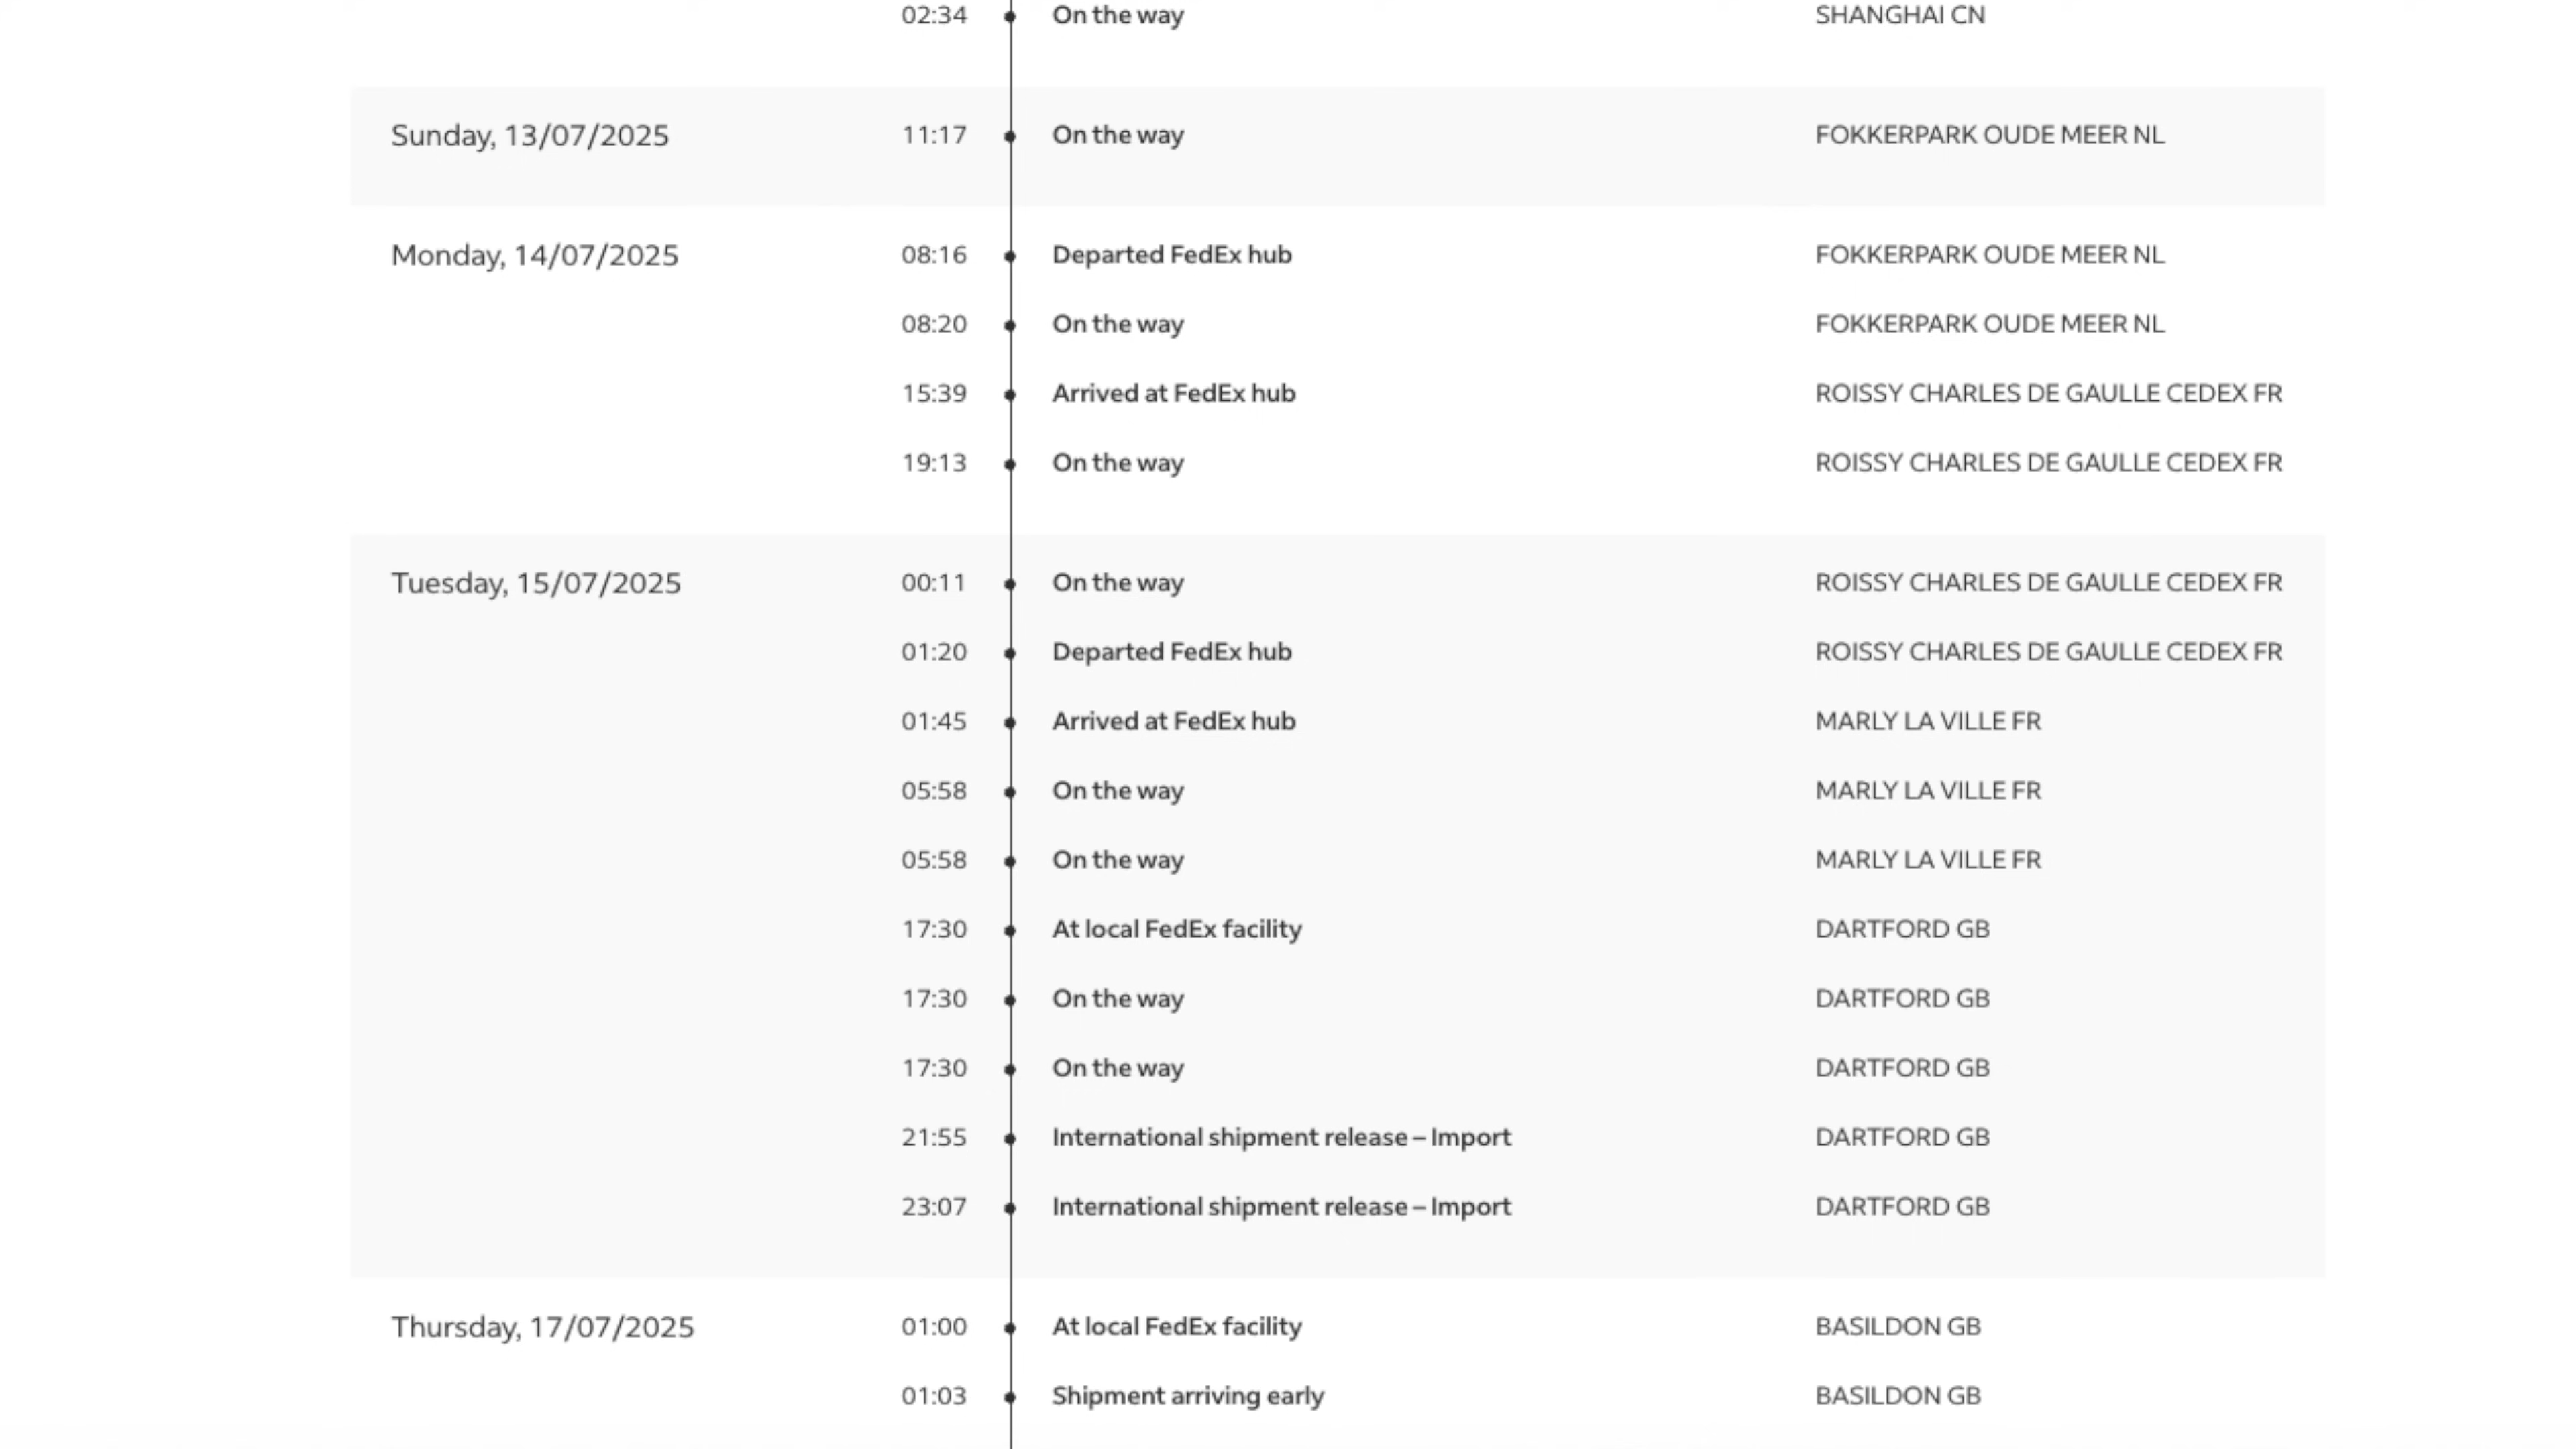 02:34 On the way SHANGHAI CN
Sunday, 13/07/2025 11:17 On the way FOKKERPARK OUDE MEER NL
Monday, 14/07/2025 08:16 Departed FedEx hub FOKKERPARK OUDE MEER NL
08:20 On the way FOKKERPARK OUDE MEER NL
15:39 Arrived at FedEx hub ROISSY CHARLES DE GAULLE CEDEX FR
19:13 On the way ROISSY CHARLES DE GAULLE CEDEX FR
Tuesday, 15/07/2025 00:11 On the way ROISSY CHARLES DE GAULLE CEDEX FR
01:20 Departed FedEx hub ROISSY CHARLES DE GAULLE CEDEX FR
01:45 Arrived at FedEx hub MARLY LA VILLE FR
05:58 On the way MARLY LA VILLE FR
05:58 On the way MARLY LA VILLE FR
17:30 At local FedEx facility DARTFORD GB
17:30 On the way DARTFORD GB
17:30 On the way DARTFORD GB
21:55 International shipment release – Import DARTFORD GB
23:07 International shipment release – Import DARTFORD GB
Thursday, 17/07/2025 01:00 At local FedEx facility BASILDON GB
01:03 Shipment arriving early BASILDON GB